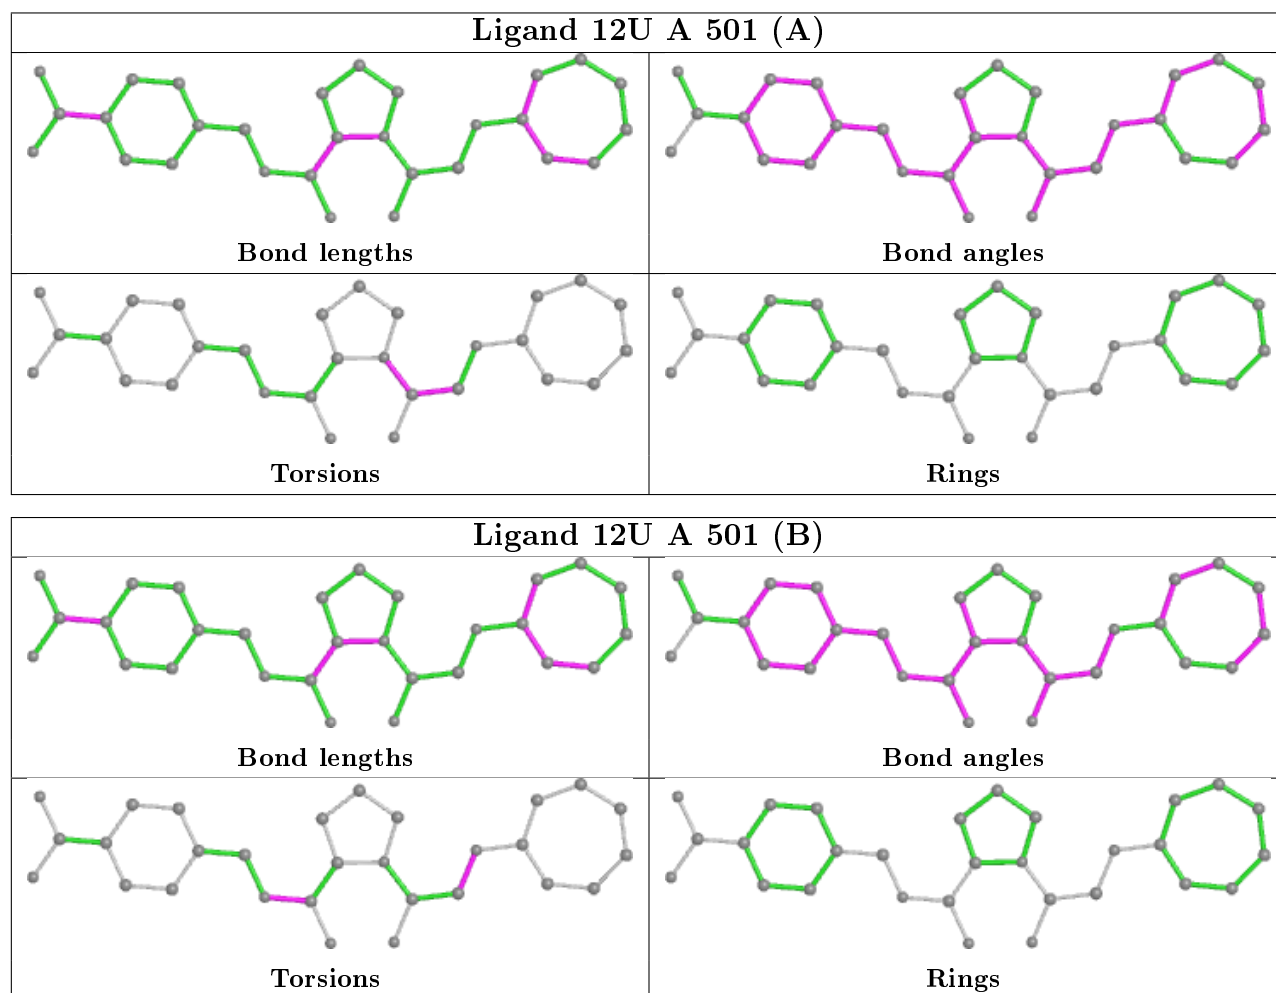 Ligand 12U A 501 (A)
Bond lengths
Bond angles
Torsions
Rings
Ligand 12U A 501 (B)
Bond lengths
Bond angles
Torsions
Rings